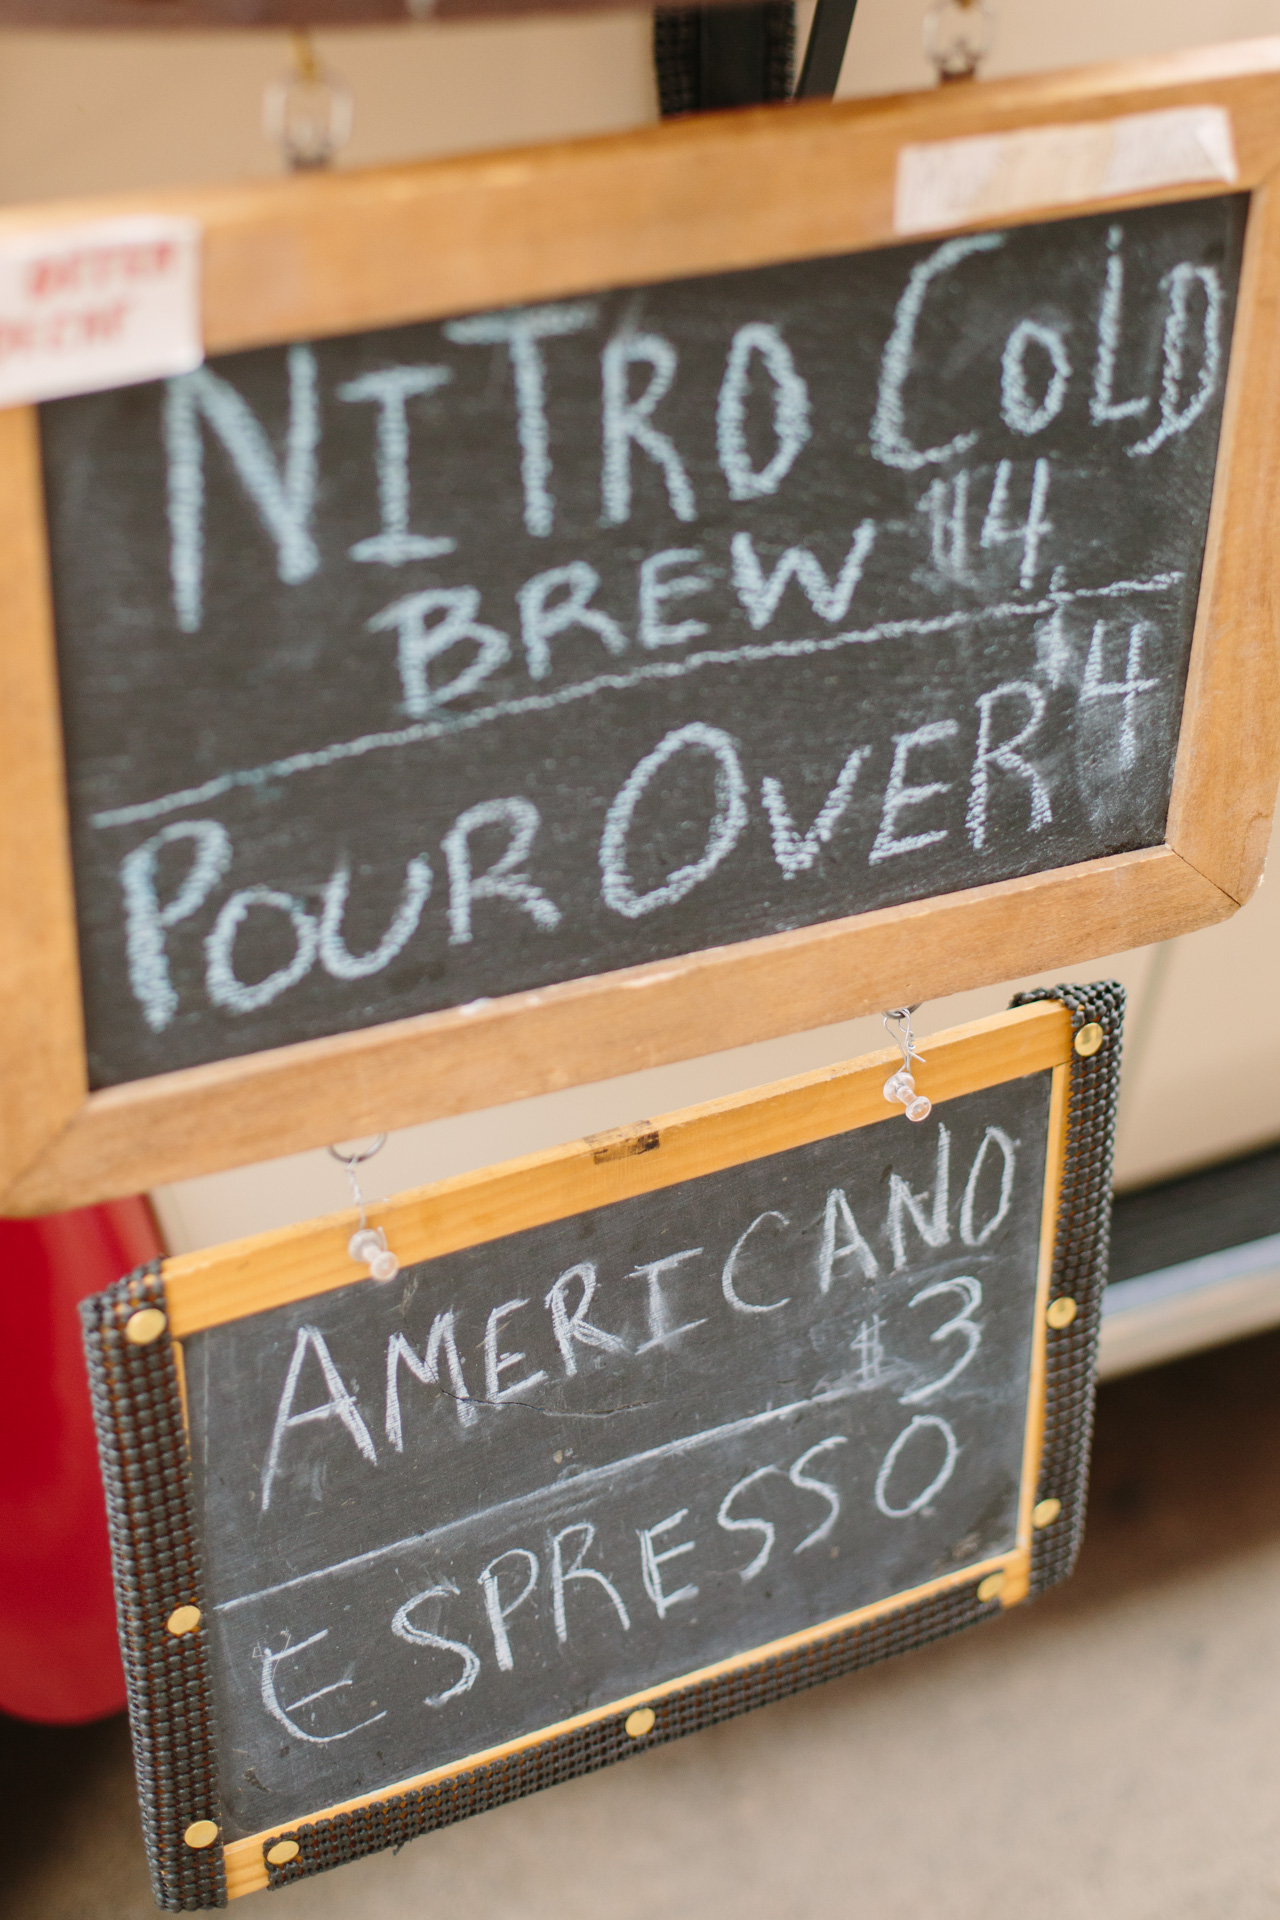 NITRO COLD
BREW $4
POUR OVER $4
AMERICANO
$3
ESPRESSO